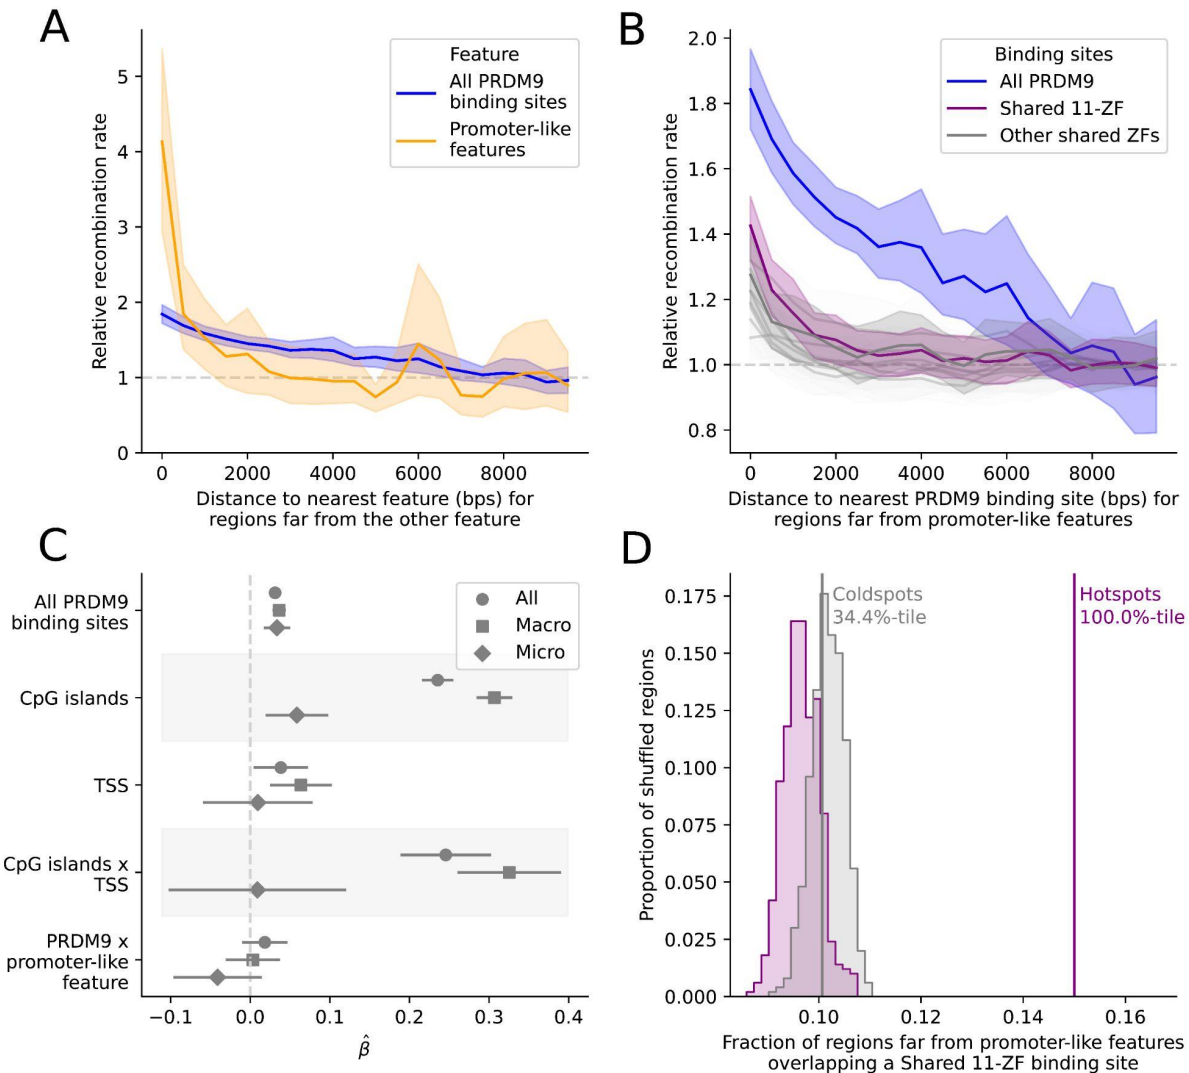 A
Relative recombination rate
5
4
3
2
1
0
Feature
All PRDM9
binding sites
Promoter-like
features
0
2000
4000
6000
8000
Distance to nearest feature (bps) for
regions far from the other feature
B
Relative recombination rate
2.0
1.8
1.6
1.4
1.2
1.0
0.8
Binding sites
All PRDM9
Shared 11-ZF
Other shared ZFs
0
2000
4000
6000
8000
Distance to nearest PRDM9 binding site (bps) for
regions far from promoter-like features
C
All PRDM9
binding sites
CpG islands
TSS
CpG islands x
TSS
PRDM9 x
promoter-like
feature
All
Macro
Micro
−0.1
0.0
0.1
0.2
0.3
0.4
β̂
D
Proportion of shuffled regions
0.175
0.150
0.125
0.100
0.075
0.050
0.025
0.000
Coldspots
34.4%-tile
Hotspots
100.0%-tile
0.10
0.12
0.14
0.16
Fraction of regions far from promoter-like features
overlapping a Shared 11-ZF binding site